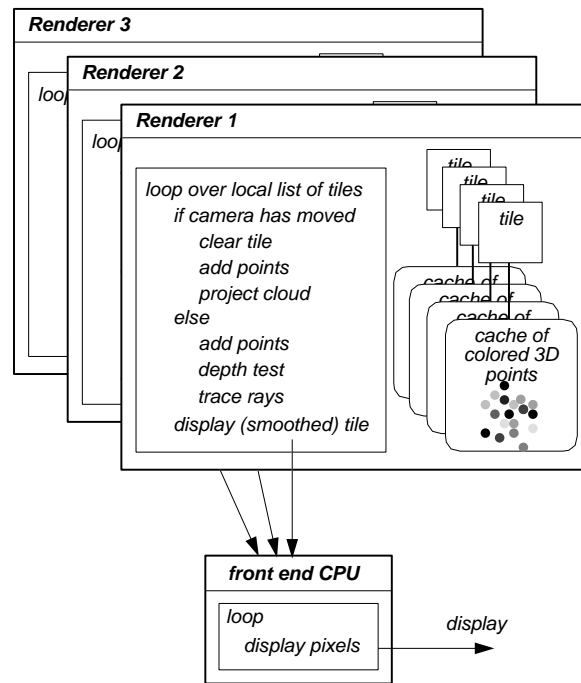 Renderer 3
loop
Renderer 2
loop
Renderer 1
loop over local list of tiles
if camera has moved
clear tile
add points
project cloud
else
add points
depth test
trace rays
display (smoothed) tile
tile
tile
tile
tile
cache of
cache of
cache of
cache of
colored 3D
points
front end CPU
loop
display pixels
display